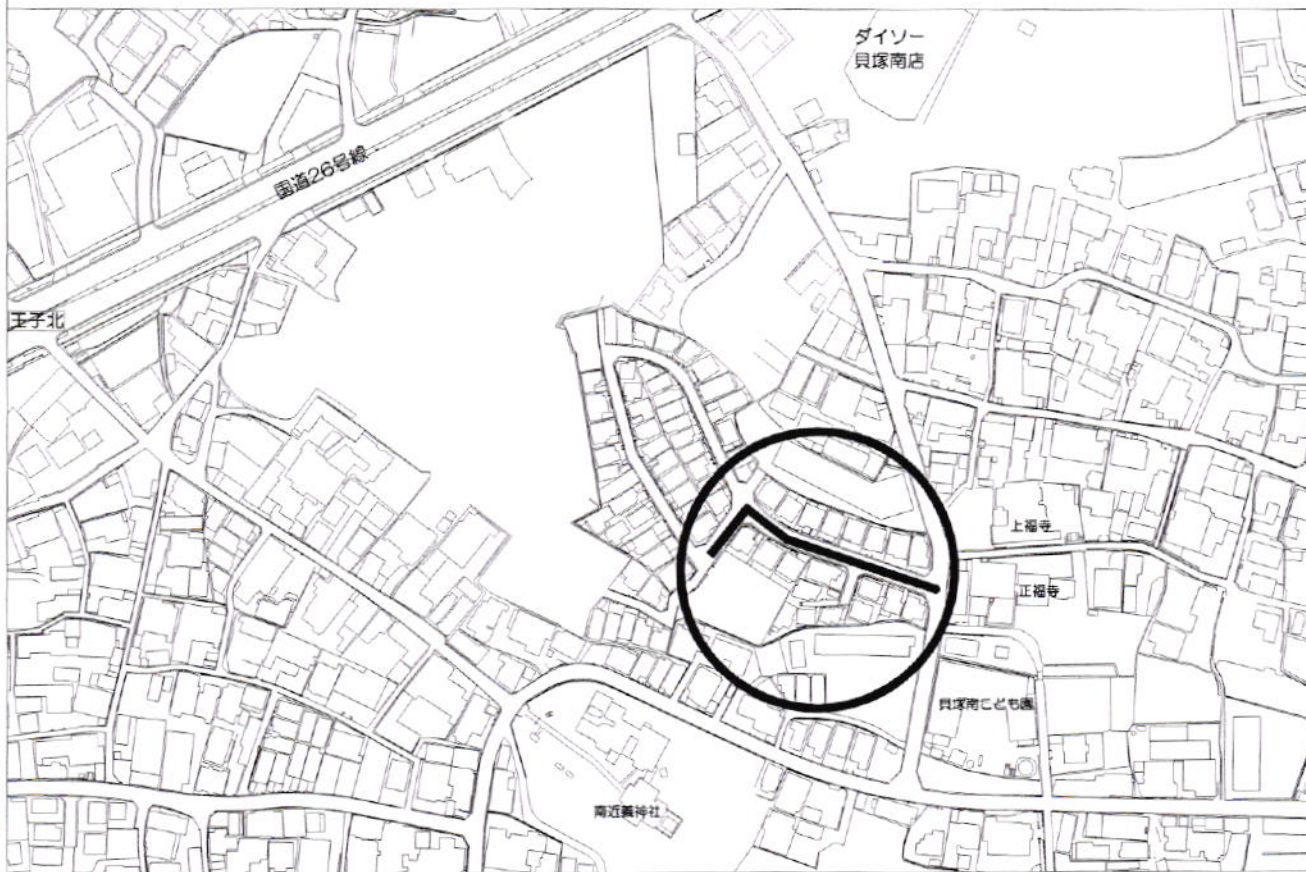 ダイソー
貝塚南店
国道26号線
王子北
上福寺
正福寺
貝塚南こども園
南近義神社